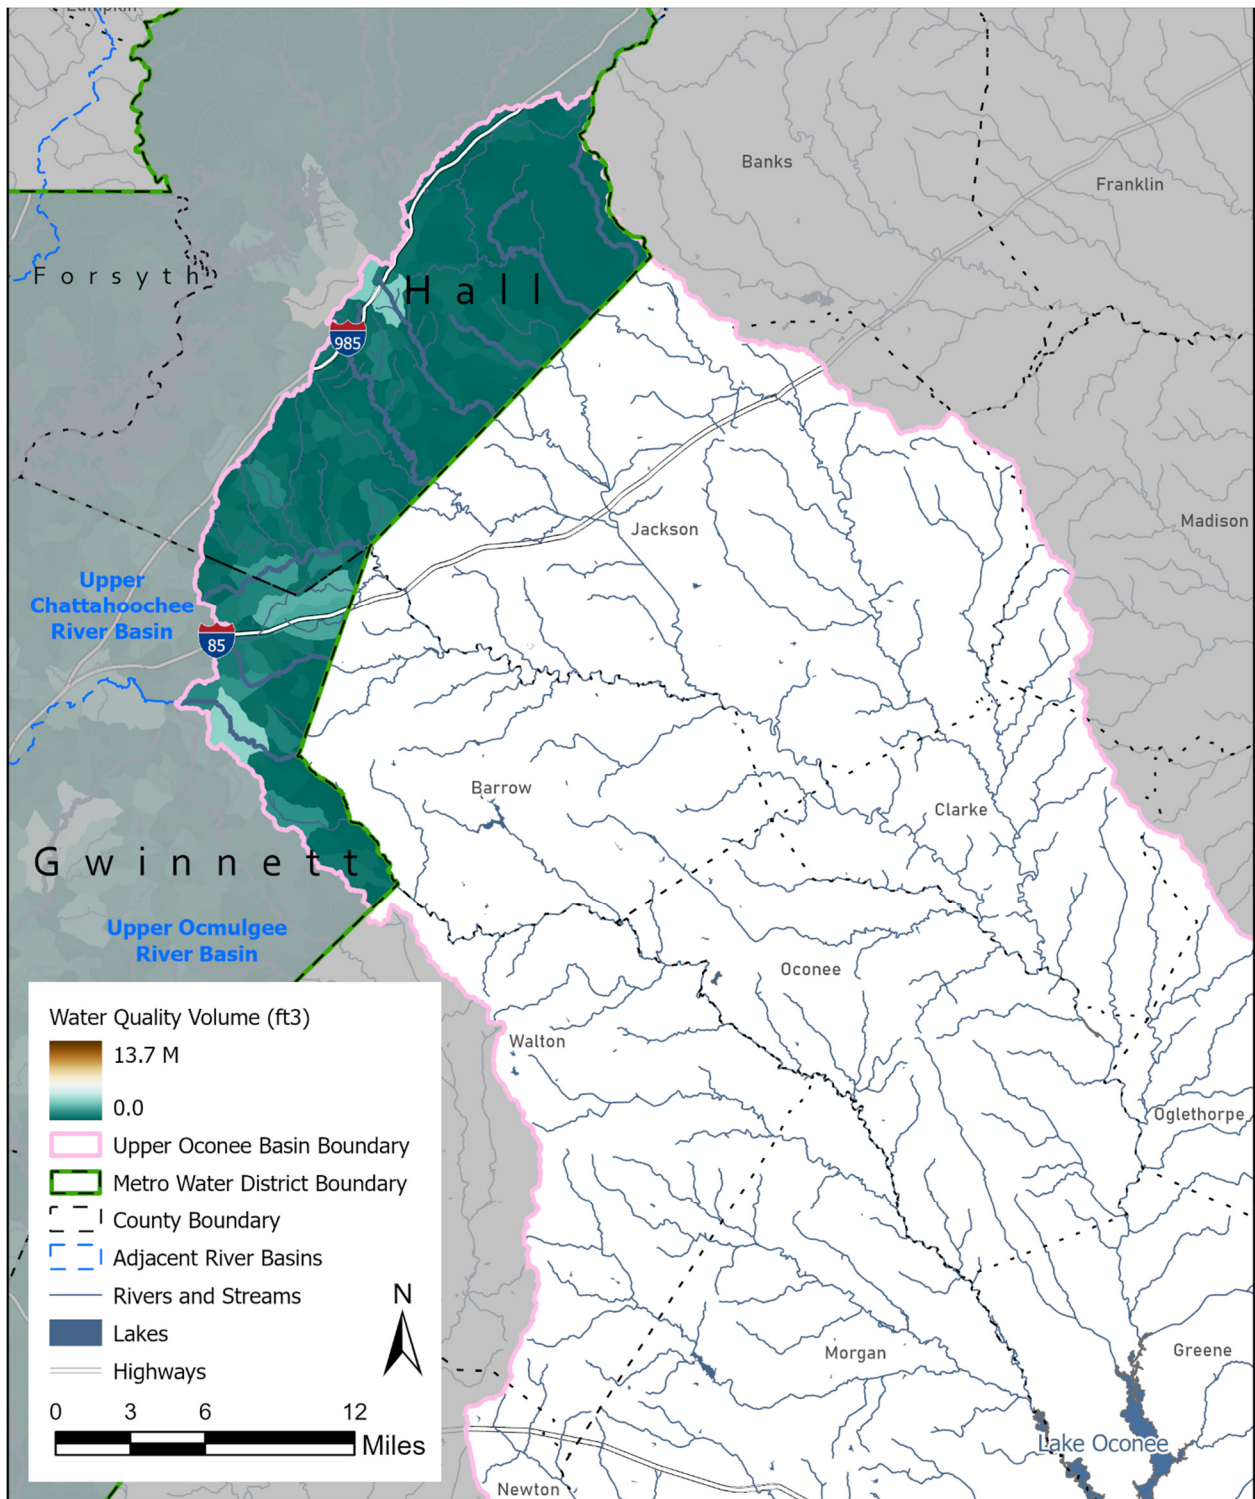 Lumpkin
Banks
Franklin
Forsyth
Hall
985
Jackson
Madison
Upper
Chattahoochee
River Basin
85
Barrow
Clarke
Gwinnett
Upper Ocmulgee
River Basin
Oconee
Walton
Oglethorpe
Morgan
Greene
Lake Oconee
Newton
Water Quality Volume (ft3)
13.7 M
0.0
Upper Oconee Basin Boundary
Metro Water District Boundary
County Boundary
Adjacent River Basins
Rivers and Streams
Lakes
Highways
N
0 3 6 12
Miles